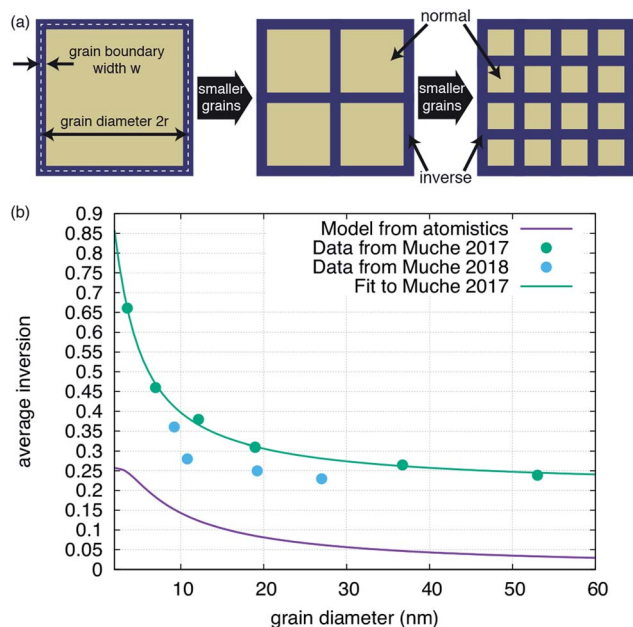 (a)
grain boundary
width w
grain diameter 2r
smaller
grains
normal
inverse
smaller
grains
(b)
average inversion
0.9
0.85
0.8
0.75
0.7
0.65
0.6
0.55
0.5
0.45
0.4
0.35
0.3
0.25
0.2
0.15
0.1
0.05
0
Model from atomistics
Data from Muche 2017
Data from Muche 2018
Fit to Muche 2017
10 20 30 40 50 60
grain diameter (nm)